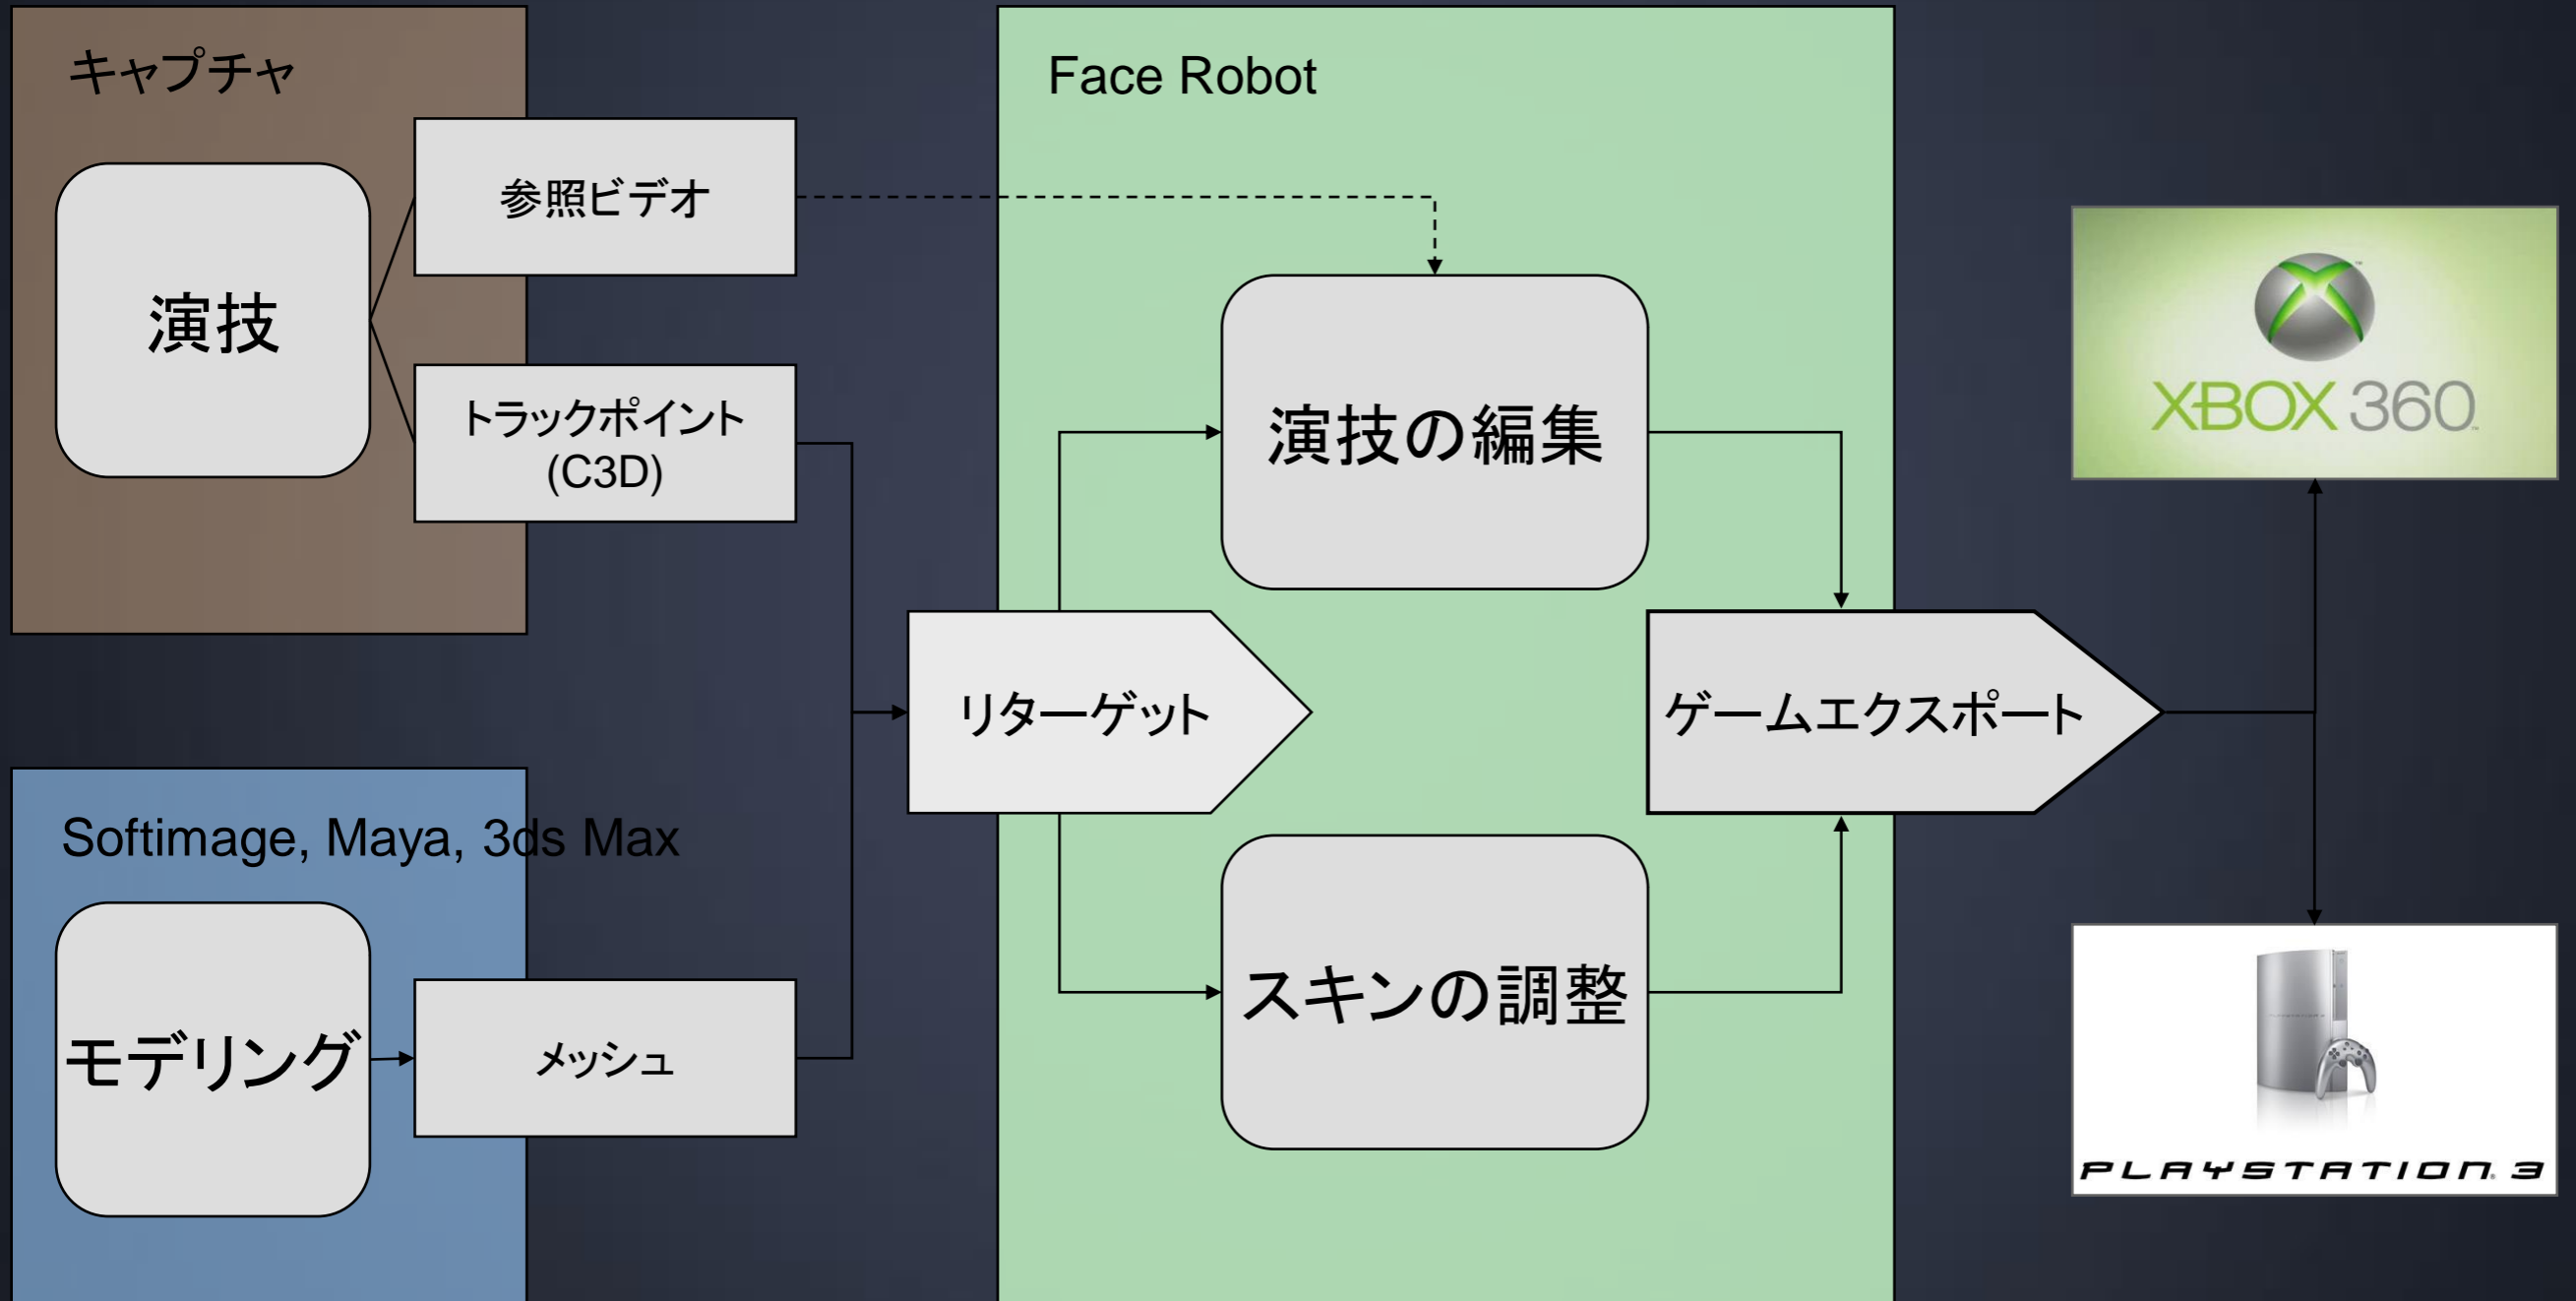 キャプチャ
演技
参照ビデオ
トラックポイント
(C3D)
Softimage, Maya, 3ds Max
モデリング
メッシュ
リターゲット
Face Robot
演技の編集
スキンの調整
ゲームエクスポート
XBOX 360
PLAYSTATION 3